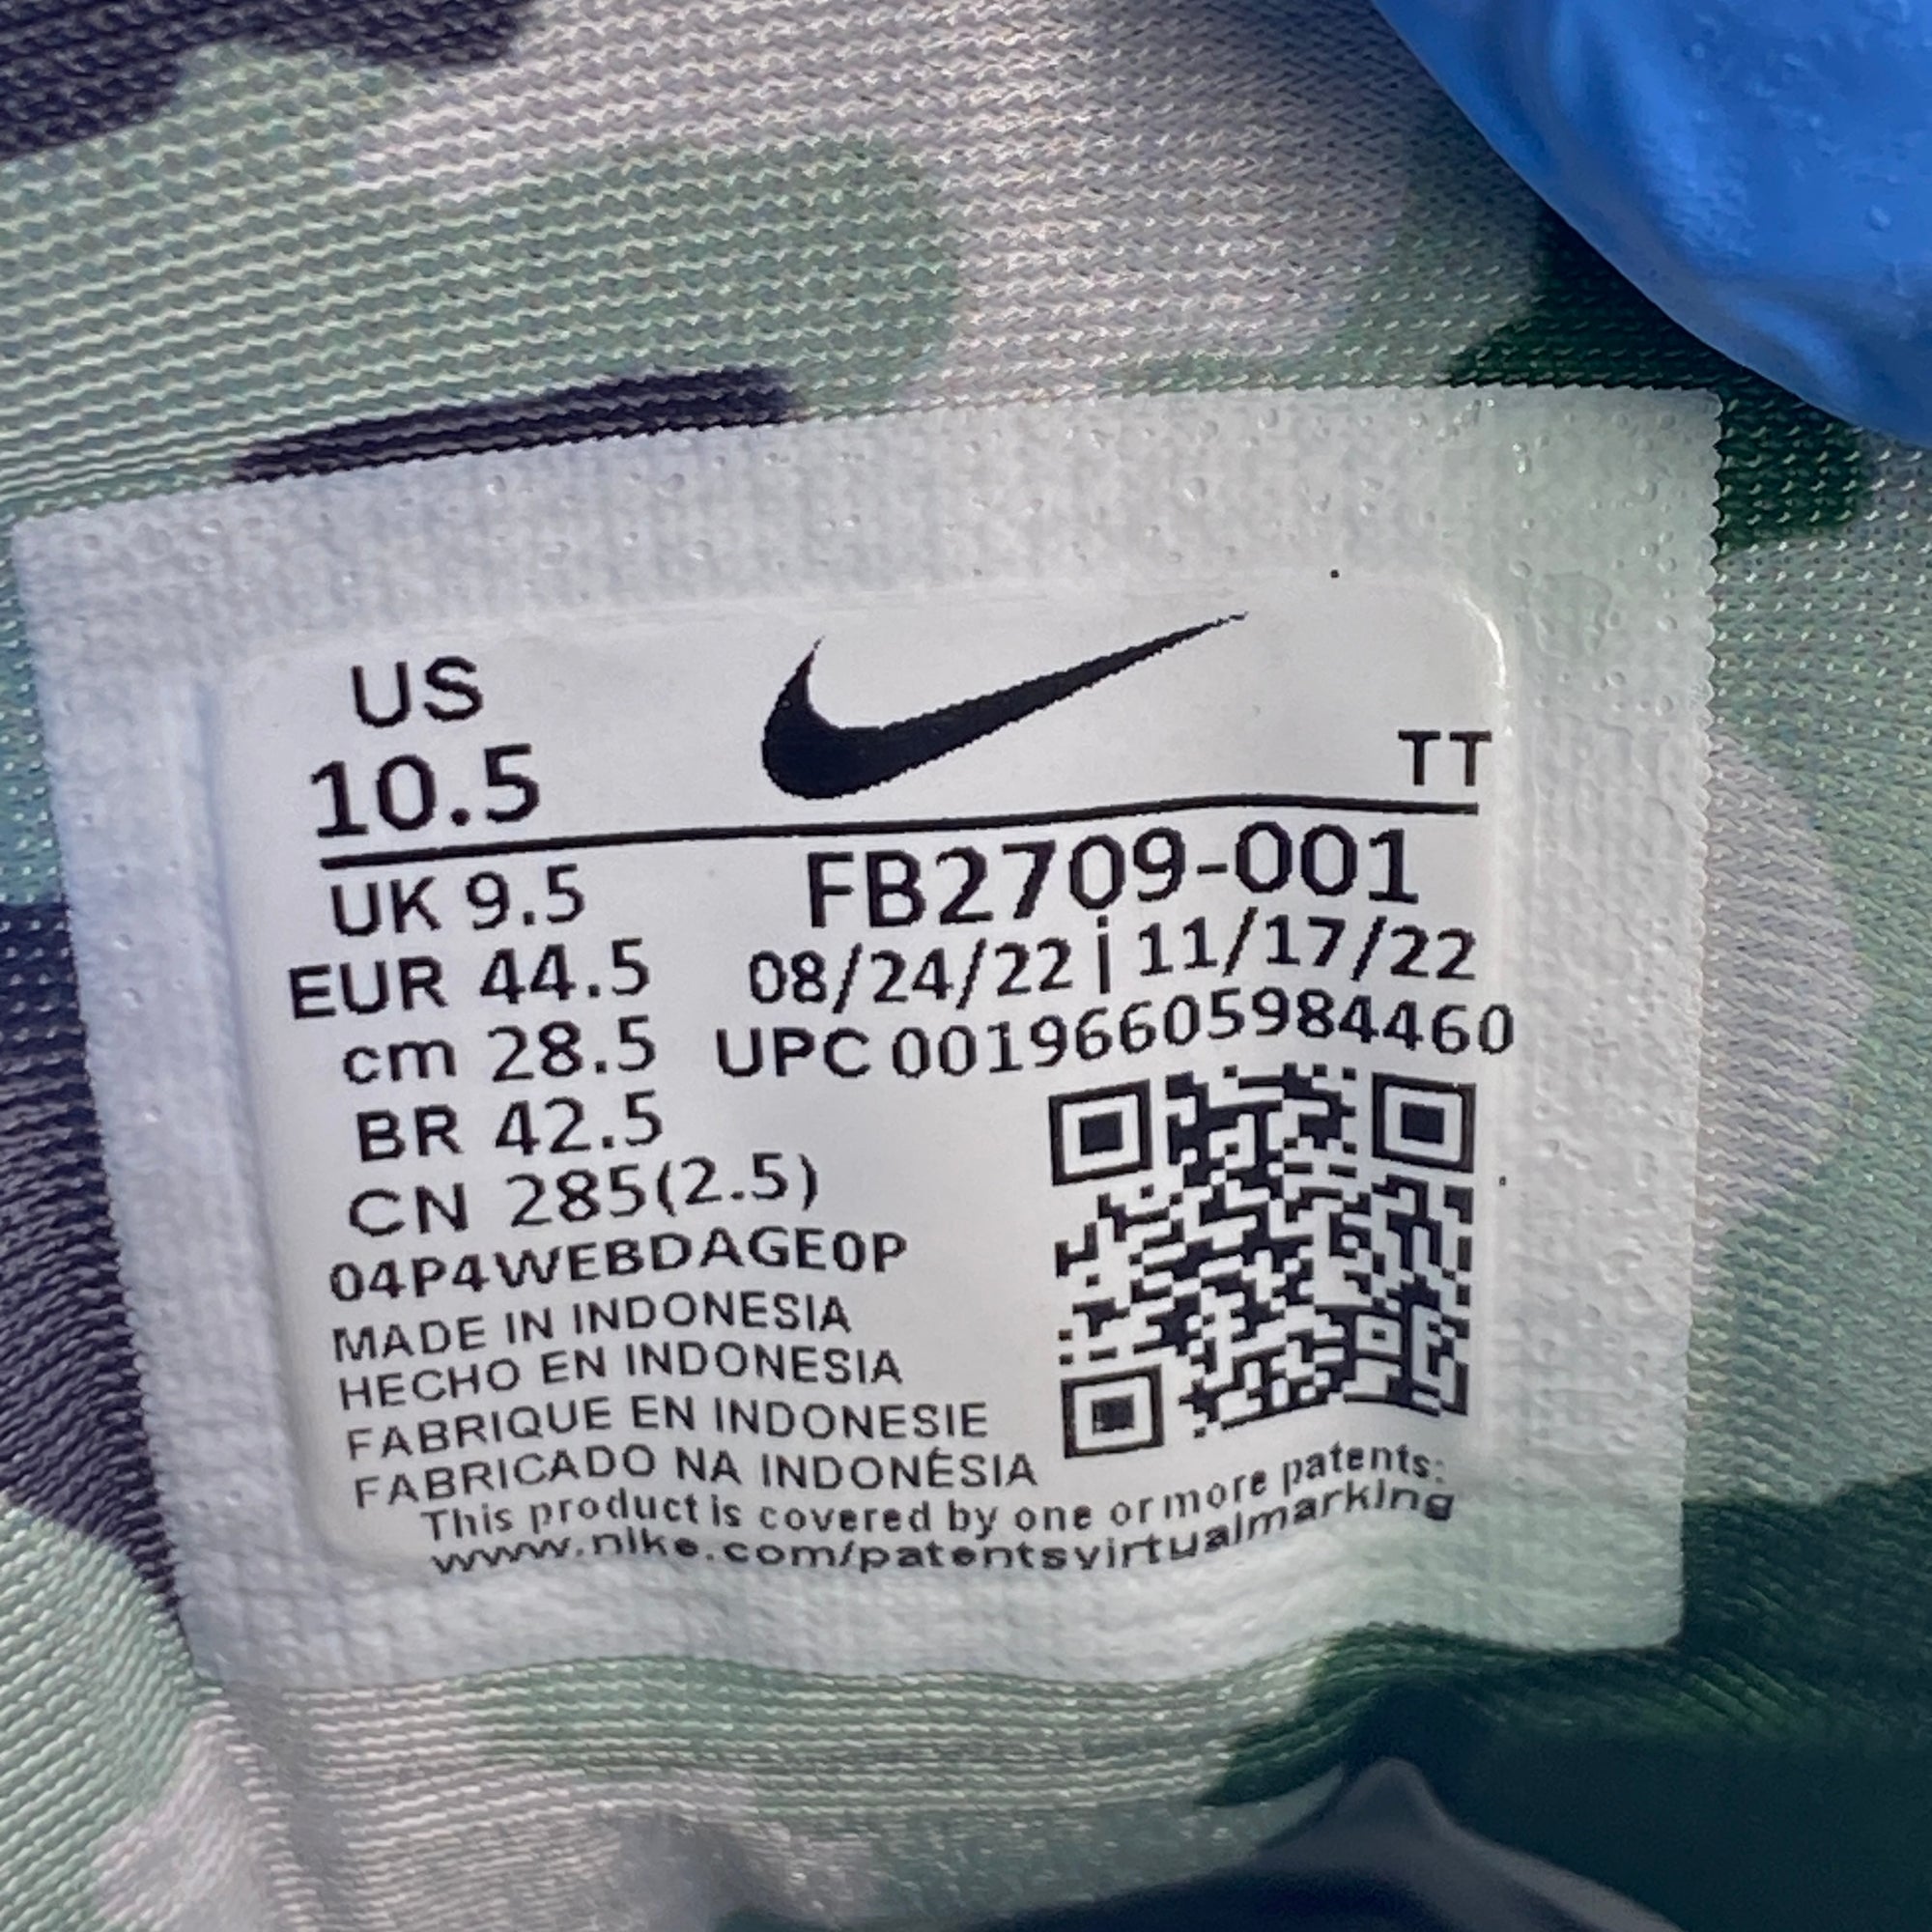 US
10.5
TT
UK 9.5
FB2709-001
EUR 44.5
08/24/22 | 11/17/22
cm 28.5
UPC 00196605984460
BR 42.5
CN 285(2.5)
04P4WEBDAGE0P
MADE IN INDONESIA
HECHO EN INDONESIA
FABRIQUE EN INDONESIE
FABRICADO NA INDONÉSIA
This product is covered by one or more patents:
www.nike.com/patentsvirtualmarking